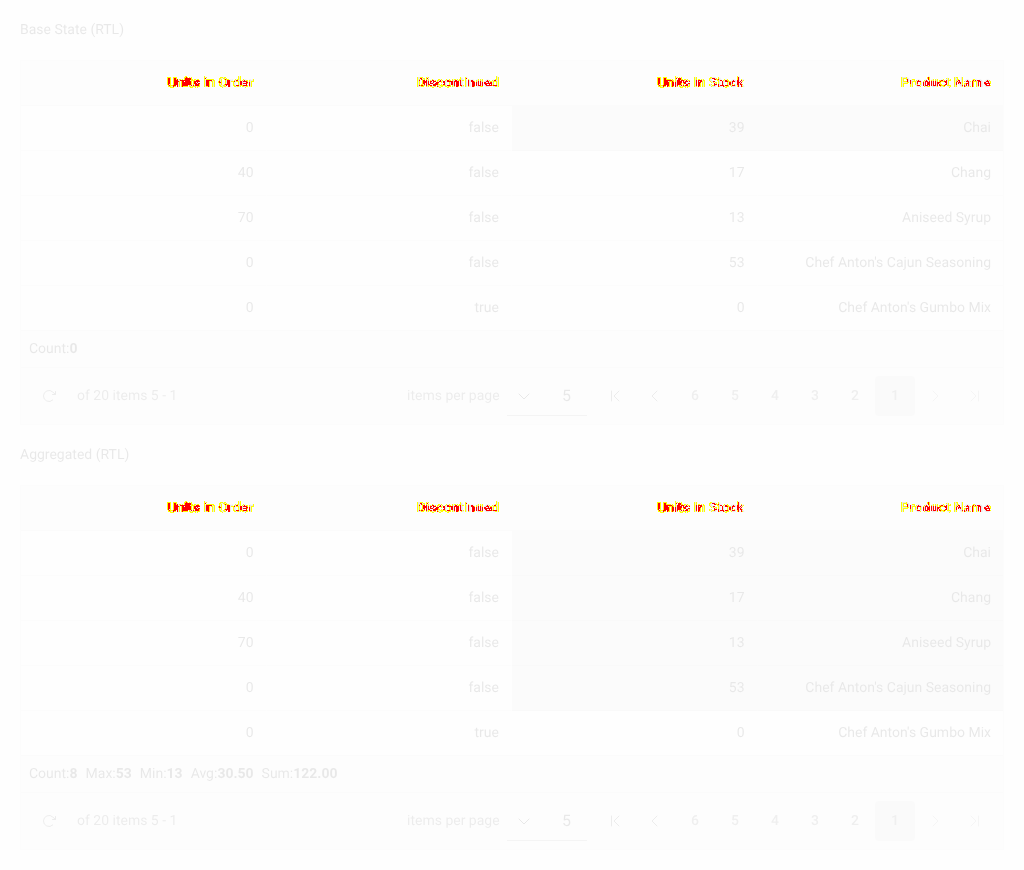 Base State (RTL)
Units in Order Discontinued Units in Stock Product Name
0 false 39 Chai
40 false 17 Chang
70 false 13 Aniseed Syrup
0 false 53 Chef Anton's Cajun Seasoning
0 true 0 Chef Anton's Gumbo Mix
Count:0
of 20 items 5 - 1 items per page 5 6 5 4 3 2 1
Aggregated (RTL)
Units in Order Discontinued Units in Stock Product Name
0 false 39 Chai
40 false 17 Chang
70 false 13 Aniseed Syrup
0 false 53 Chef Anton's Cajun Seasoning
0 true 0 Chef Anton's Gumbo Mix
Count:8 Max:53 Min:13 Avg:30.50 Sum:122.00
of 20 items 5 - 1 items per page 5 6 5 4 3 2 1